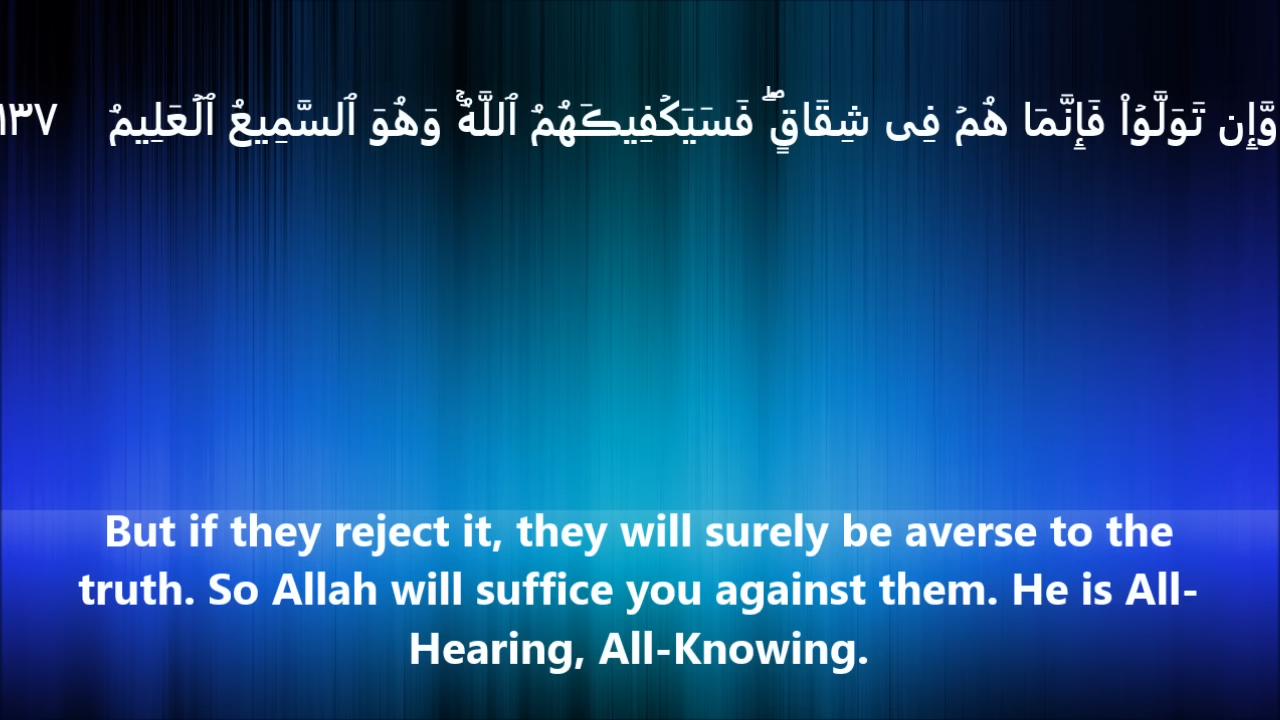 وَّإِن تَوَلَّوۡاْ فَإِنَّمَا هُمۡ فِى شِقَاقٍۖ فَسَيَكۡفِيكَهُمُ ٱللَّهُۚ وَهُوَ ٱلسَّمِيعُ ٱلۡعَلِيمُ ١٣٧
But if they reject it, they will surely be averse to the
truth. So Allah will suffice you against them. He is All-
Hearing, All-Knowing.